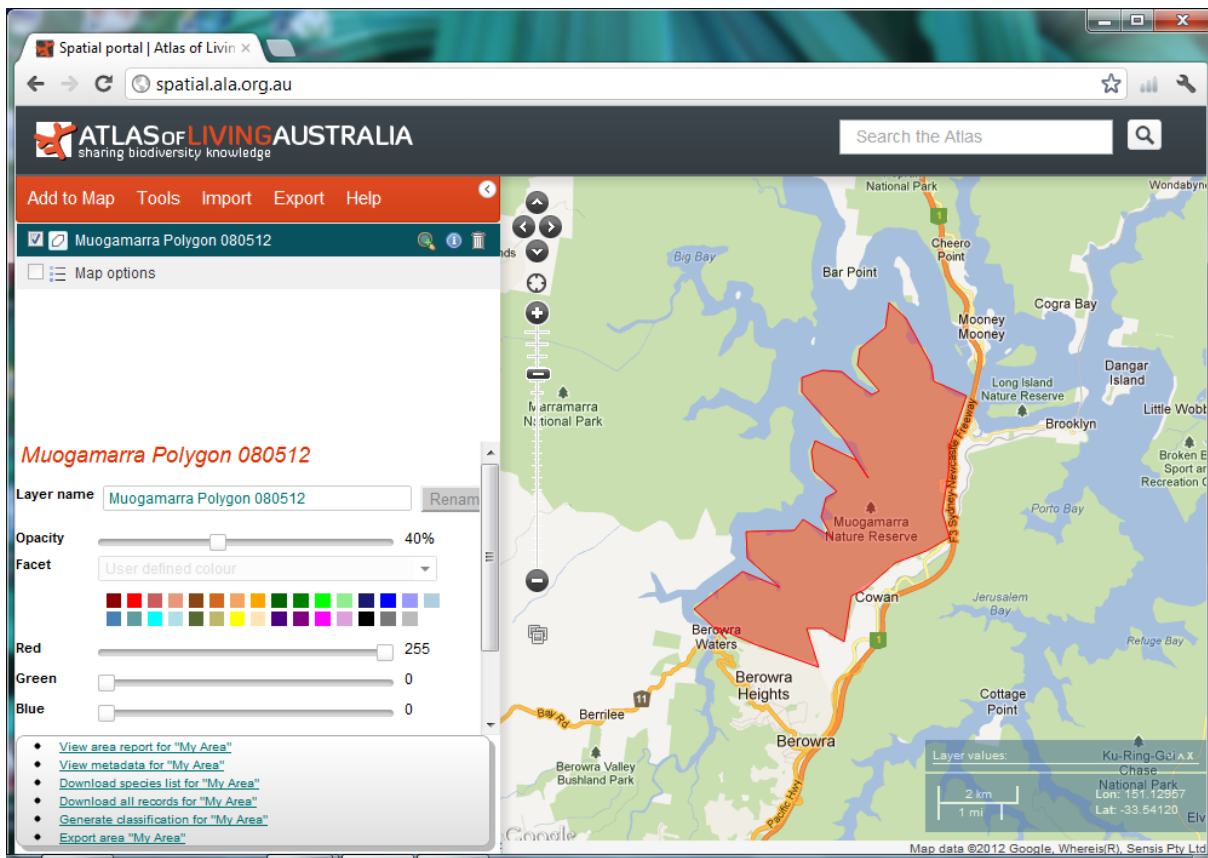 Spatial portal | Atlas of Livin ×
spatial.ala.org.au
ATLAS OF LIVING AUSTRALIA
sharing biodiversity knowledge
Search the Atlas
Add to Map Tools Import Export Help
Muogamarra Polygon 080512
Map options
Muogamarra Polygon 080512
Layer name Muogamarra Polygon 080512 Renam
Opacity 40%
Facet User defined colour
Red 255
Green 0
Blue 0
View area report for "My Area"
View metadata for "My Area"
Download species list for "My Area"
Download all records for "My Area"
Generate classification for "My Area"
Export area "My Area"
National Park
Wondabyn
1
Cheero
Point
Big Bay
Bar Point
Cogra Bay
Mooney
Mooney
Dangar
Island
Long Island
Nature Reserve
Marramarra
National Park
Little Wobb
Brooklyn
F3 Sydney-Newcastle Freeway
Broken B
Sport an
Recreation C
Porto Bay
Muogamarra
Nature Reserve
Cowan
Jerusalem
Bay
1
Refuge Bay
Berowra
Waters
Berowra
Heights
11
Bay Rd
Berrilee
Cottage
Point
Berowra
Berowra Valley
Bushland Park
Pacific Hwy
Layer values:
Ku-Ring-Gai
Chase
National Park
2 km
1 mi
Lon: 151.12957
Lat: -33.54120
Elv
Google
Map data ©2012 Google, Whereis(R), Sensis Pty Ltd